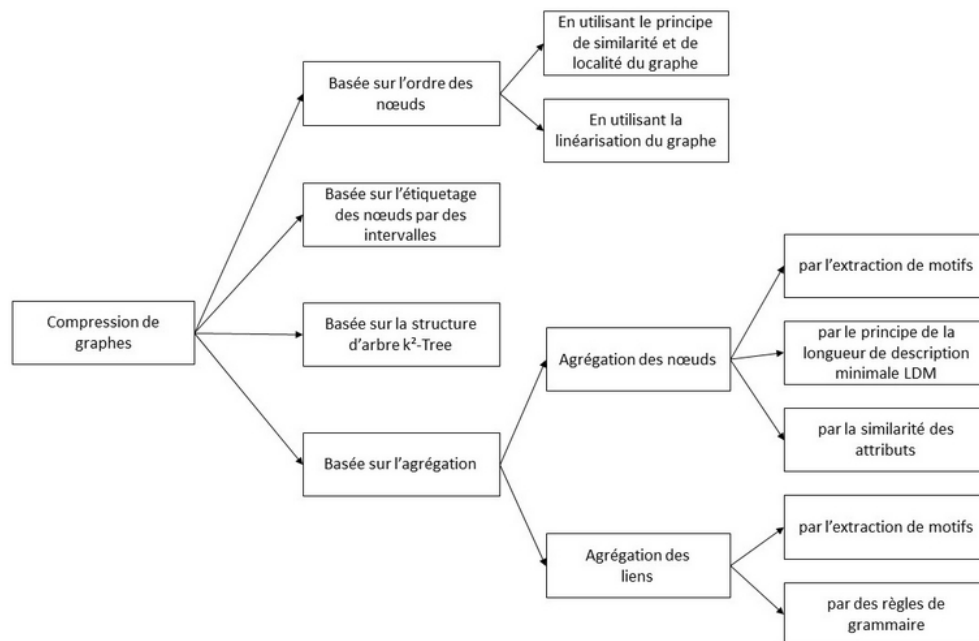 En utilisant le principe
de similarité et de
localité du graphe
Basée sur l'ordre des
nœuds
En utilisant la
linéarisation du graphe
Basée sur l'étiquetage
des nœuds par des
intervalles
par l'extraction de motifs
Compression de
graphes
Basée sur la structure
d'arbre k²-Tree
Agrégation des nœuds
par le principe de la
longueur de description
minimale LDM
par la similarité des
attributs
Basée sur l'agrégation
par l'extraction de motifs
Agrégation des
liens
par des règles de
grammaire